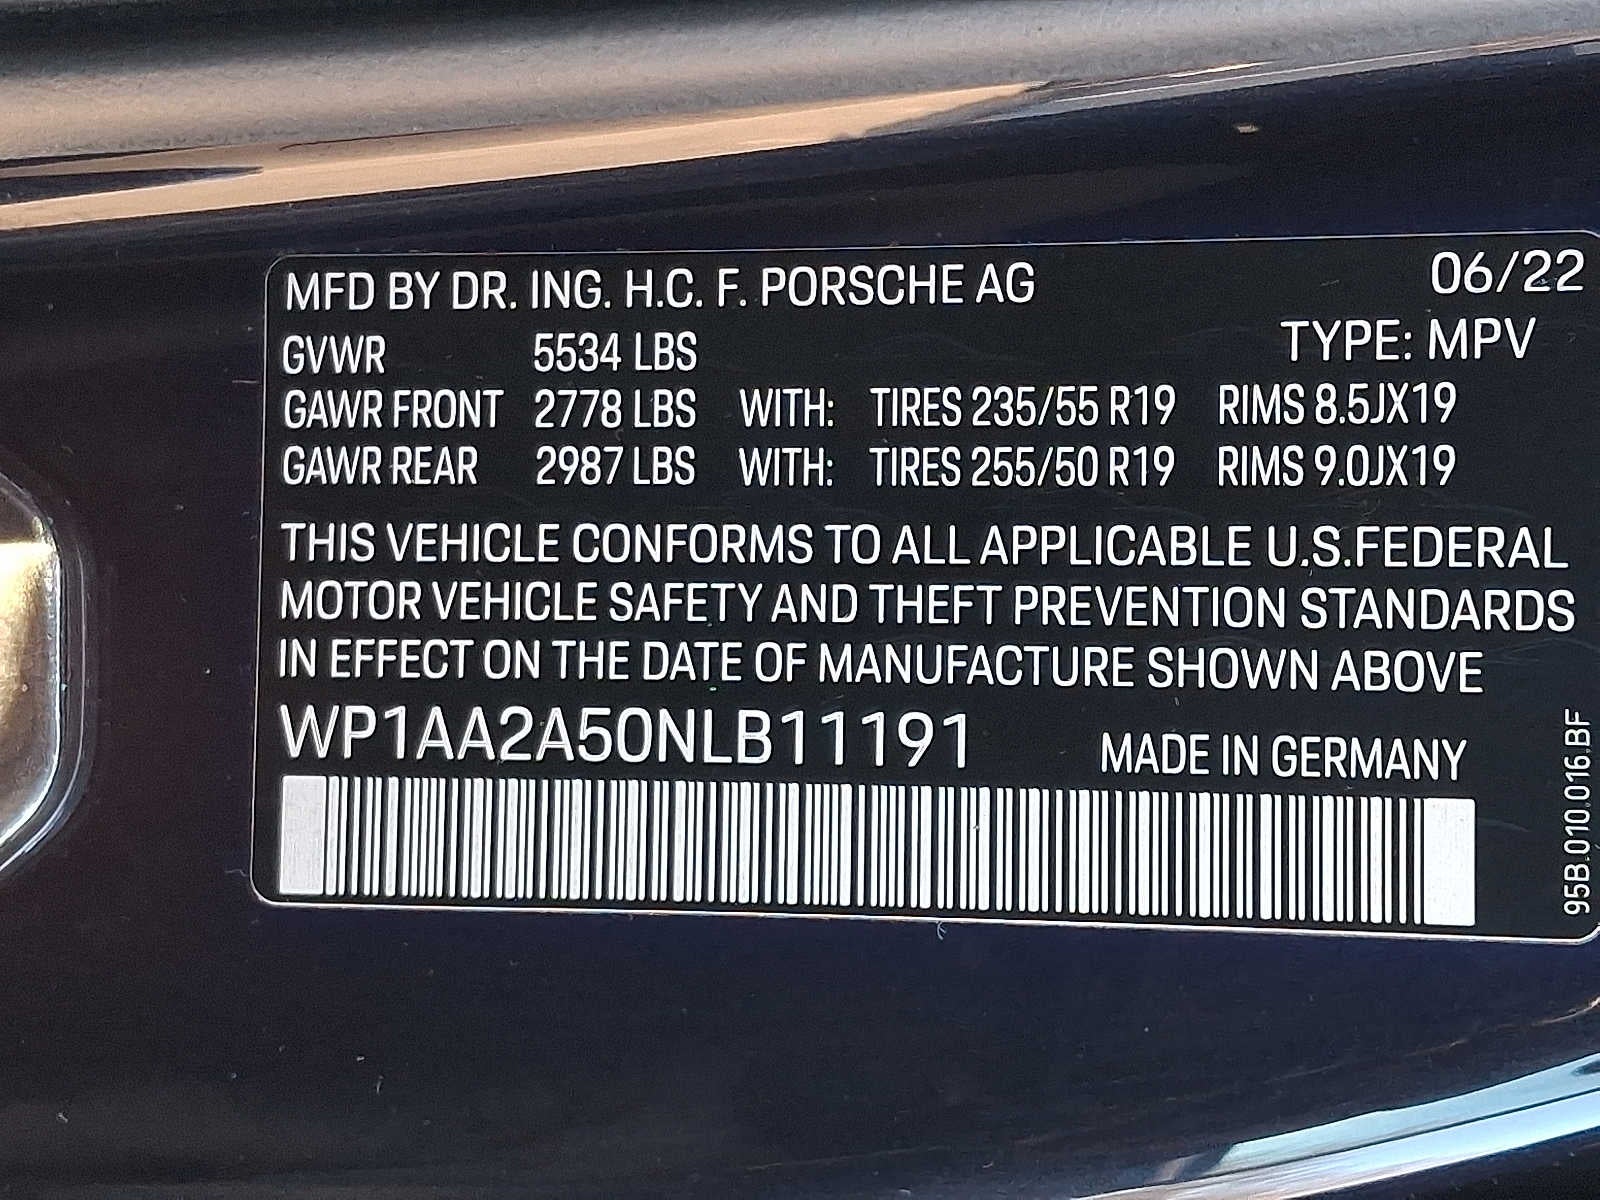 MFD BY DR. ING. H.C. F. PORSCHE AG 06/22
TYPE: MPV
GVWR 5534 LBS
GAWR FRONT 2778 LBS WITH: TIRES 235/55 R19 RIMS 8.5JX19
GAWR REAR 2987 LBS WITH: TIRES 255/50 R19 RIMS 9.0JX19
THIS VEHICLE CONFORMS TO ALL APPLICABLE U.S.FEDERAL
MOTOR VEHICLE SAFETY AND THEFT PREVENTION STANDARDS
IN EFFECT ON THE DATE OF MANUFACTURE SHOWN ABOVE
WP1AA2A50NLB11191 MADE IN GERMANY
95B.010.016.BF